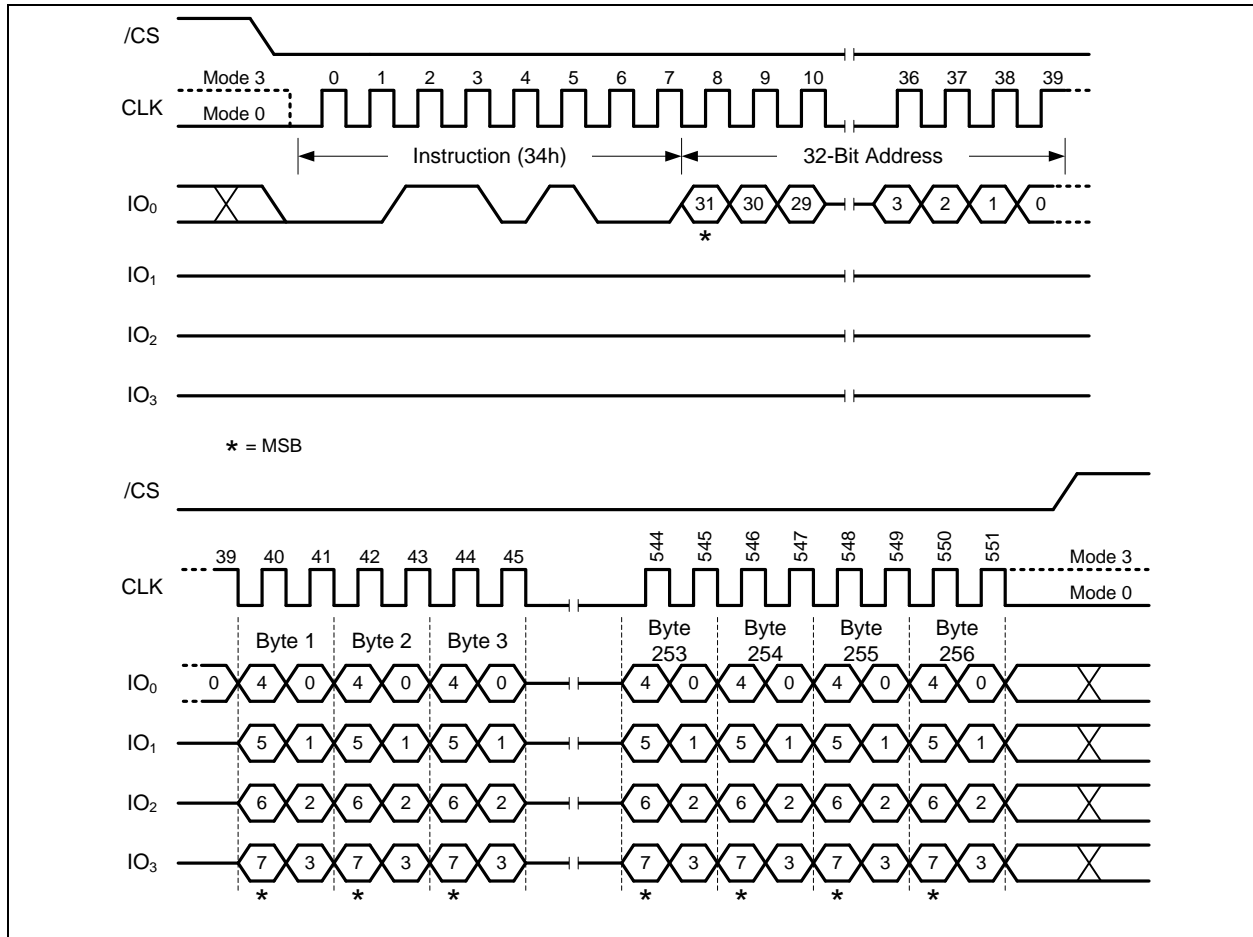 /CS
Mode 3 0 1 2 3 4 5 6 7 8 9 10 36 37 38 39
CLK Mode 0
Instruction (34h) 32-Bit Address
IO0 31 30 29 3 2 1 0
*
IO1
IO2
IO3
* = MSB
/CS
39 40 41 42 43 44 45 544 545 546 547 548 549 550 551 Mode 3
CLK Mode 0
Byte 1 Byte 2 Byte 3 Byte 253 Byte 254 Byte 255 Byte 256
IO0 0 4 0 4 0 4 0 4 0 4 0 4 0 4 0
IO1 5 1 5 1 5 1 5 1 5 1 5 1 5 1
IO2 6 2 6 2 6 2 6 2 6 2 6 2 6 2
IO3 7 3 7 3 7 3 7 3 7 3 7 3 7 3
* * * * * * *